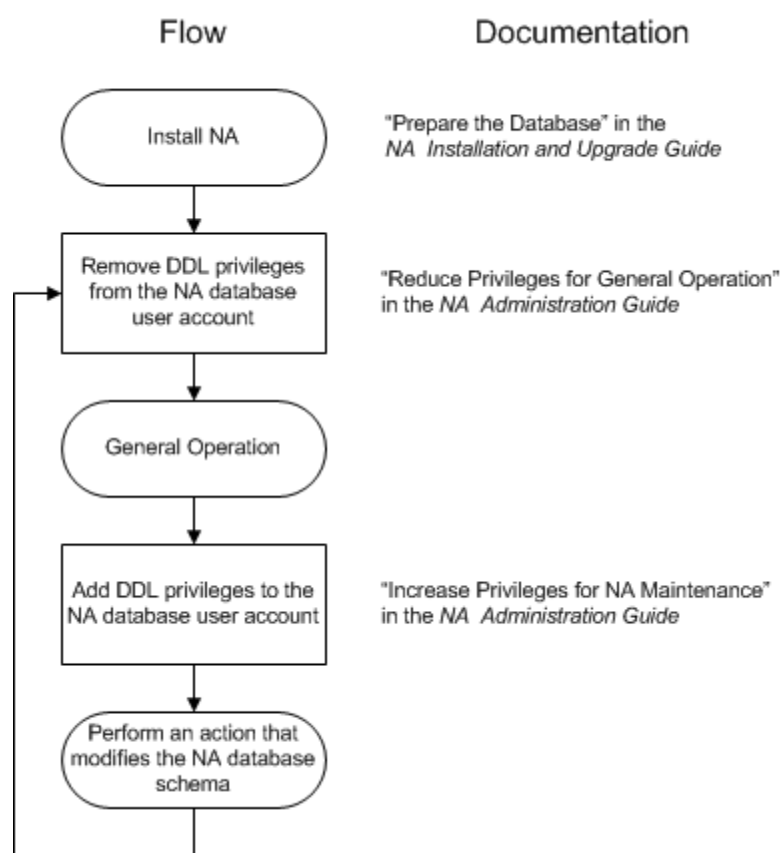 Flow
Documentation
Install NA
“Prepare the Database” in the
NA Installation and Upgrade Guide
Remove DDL privileges
from the NA database
user account
“Reduce Privileges for General Operation”
in the NA Administration Guide
General Operation
Add DDL privileges to the
NA database user account
“Increase Privileges for NA Maintenance”
in the NA Administration Guide
Perform an action that
modifies the NA database
schema